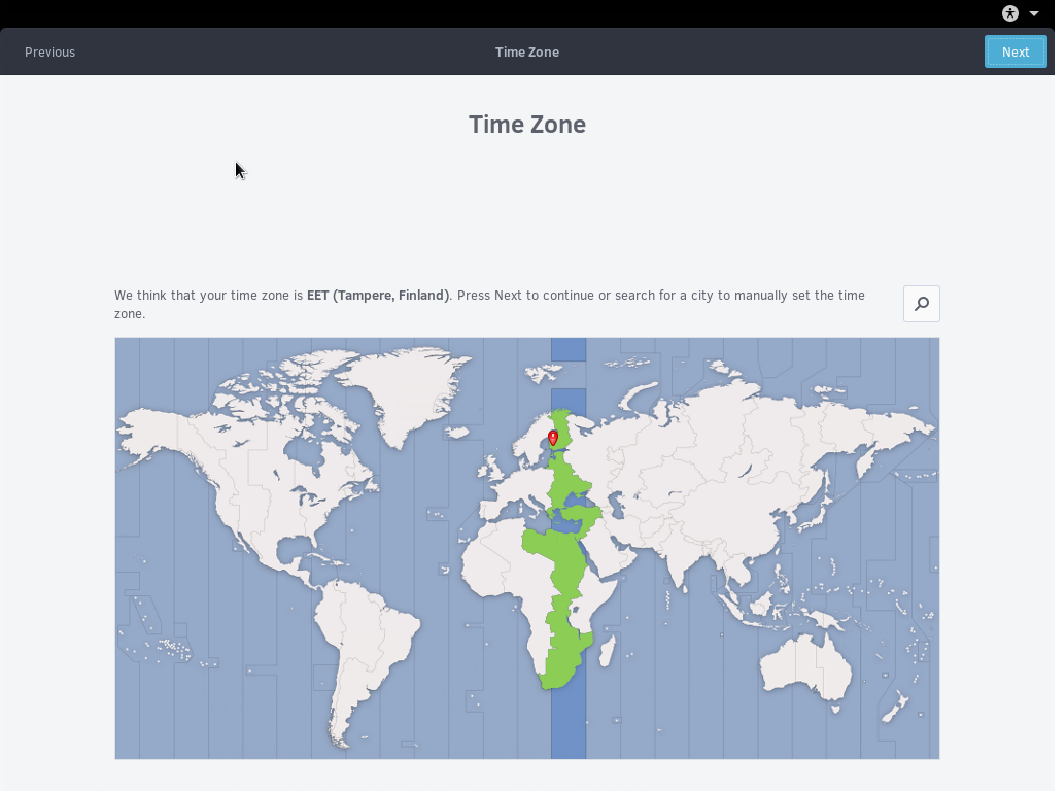 Previous
Time Zone
Next
Time Zone
We think that your time zone is EET (Tampere, Finland). Press Next to continue or search for a city to manually set the time
zone.